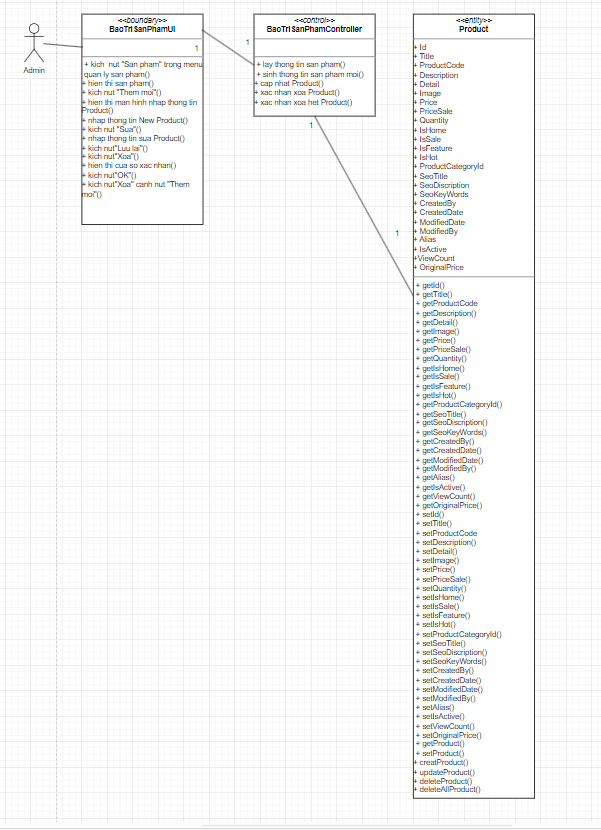 Admin
<<boundary>>
BaoTri SanPhamUI
1
+ kich nut "San pham" trong menu
quan ly san pham()
+ hien thi san pham()
+ kich nut "Them moi"()
+ hien thi man hinh nhap thong tin
Product()
+ nhap thong tin New Product()
+ kich nut "Sua"()
+ nhap thong tin sua Product()
+ kich nut"Luu lai"()
+ kich nut"Xoa"()
+ hien thi cua so xac nhan()
+ kich nut"OK"()
+ kich nut"Xoa" canh nut "Them
moi"()
1
<<control>>
BaoTri SanPhamController
+ lay thong tin san pham()
+ sinh thong tin san pham moi()
+ cap nhat Product()
+ xac nhan xoa Product()
+ xac nhan xoa het Product()
1
1
<<entity>>
Product
+ Id
+ Title
+ ProductCode
+ Description
+ Detail
+ Image
+ Price
+ PriceSale
+ Quantity
+ IsHome
+ IsSale
+ IsFeature
+ IsHot
+ ProductCategoryId
+ SeoTitle
+ SeoDiscription
+ SeoKeyWords
+ CreatedBy
+ CreatedDate
+ ModifiedDate
+ ModifiedBy
+ Alias
+ IsActive
+ViewCount
+ OriginalPrice
+ getId()
+ getTitle()
+ getProductCode
+ getDescription()
+ getDetail()
+ getImage()
+ getPrice()
+ getPriceSale()
+ getQuantity()
+ getIsHome()
+ getIsSale()
+ getIsFeature()
+ getIsHot()
+ getProductCategoryId()
+ getSeoTitle()
+ getSeoDiscription()
+ getSeoKeyWords()
+ getCreatedBy()
+ getCreatedDate()
+ getModifiedDate()
+ getModifiedBy()
+ getAlias()
+ getIsActive()
+ getViewCount()
+ getOriginalPrice()
+ setId()
+ setTitle()
+ setProductCode
+ setDescription()
+ setDetail()
+ setImage()
+ setPrice()
+ setPriceSale()
+ setQuantity()
+ setIsHome()
+ setIsSale()
+ setIsFeature()
+ setIsHot()
+ setProductCategoryId()
+ setSeoTitle()
+ setSeoDiscription()
+ setSeoKeyWords()
+ setCreatedBy()
+ setCreatedDate()
+ setModifiedDate()
+ setModifiedBy()
+ setAlias()
+ setIsActive()
+ setViewCount()
+ setOriginalPrice()
+ getProduct()
+ setProduct()
+ creatProduct()
+ updateProduct()
+ deleteProduct()
+ deleteAllProduct()